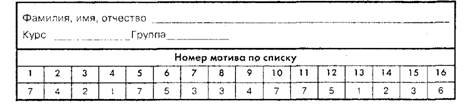 Фамилия, имя, отчество
Курс Группа
Номер мотива по списку
1 2 3 4 5 6 7 8 9 10 11 12 13 14 15 16
7 4 2 1 7 5 3 3 4 7 7 5 1 2 3 6